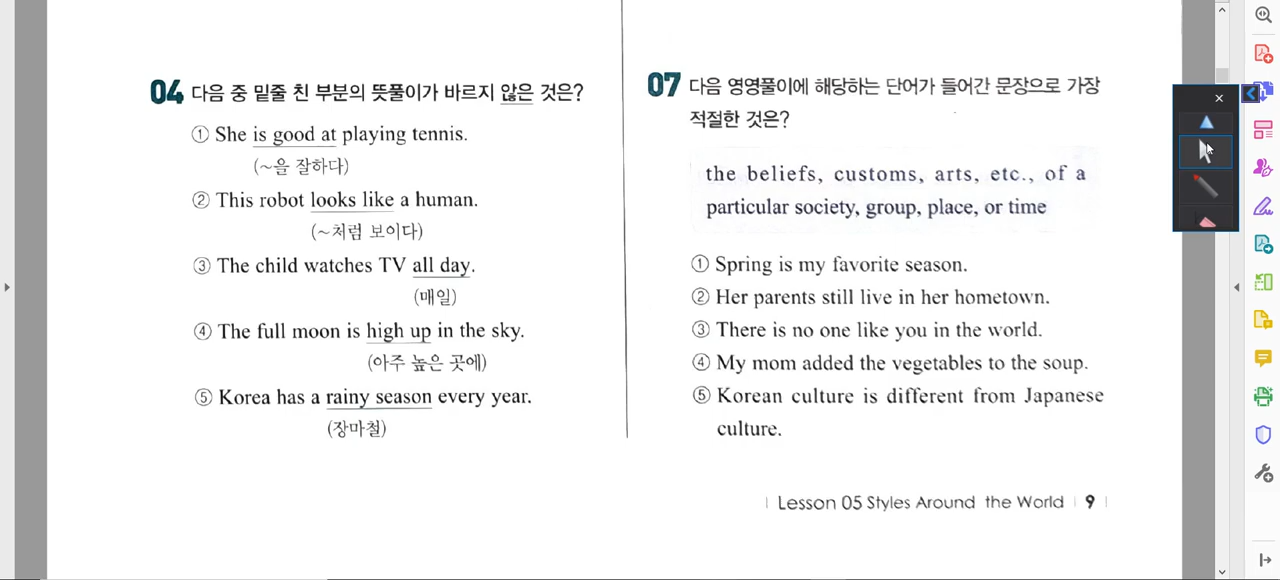 04 다음 중 밑줄 친 부분의 뜻풀이가 바르지 않은 것은?
① She is good at playing tennis.
(~을 잘하다)
② This robot looks like a human.
(~처럼 보이다)
③ The child watches TV all day.
(매일)
④ The full moon is high up in the sky.
(아주 높은 곳에)
⑤ Korea has a rainy season every year.
(장마철)
07 다음 영영풀이에 해당하는 단어가 들어간 문장으로 가장
적절한 것은?
the beliefs, customs, arts, etc., of a
particular society, group, place, or time
① Spring is my favorite season.
② Her parents still live in her hometown.
③ There is no one like you in the world.
④ My mom added the vegetables to the soup.
⑤ Korean culture is different from Japanese
culture.
Lesson 05 Styles Around the World 9